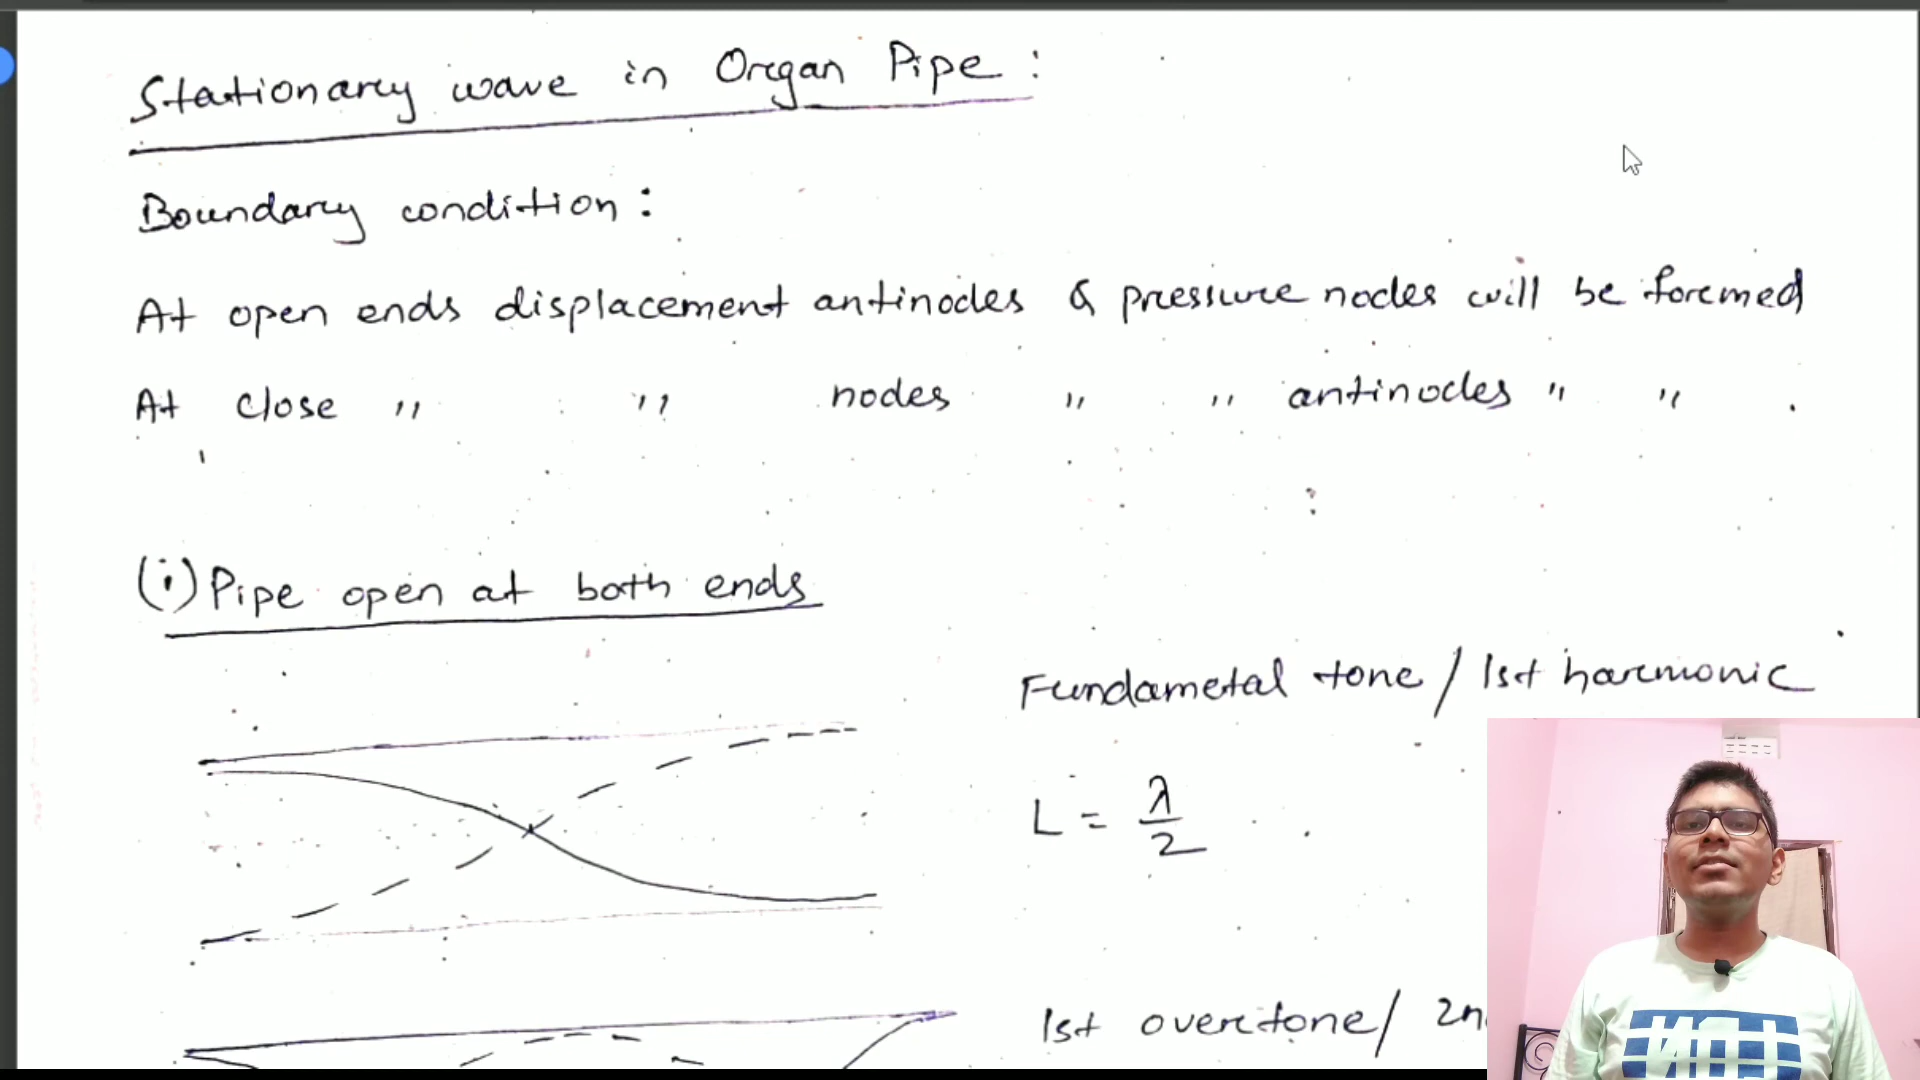 Stationary wave in Organ Pipe :
Boundary condition :
At open ends displacement antinodes & pressure nodes will be formed
At close " " nodes " " antinodes " " .
(i) Pipe open at both ends
Fundametal tone / 1st harmonic
L = λ/2
1st overtone / 2n